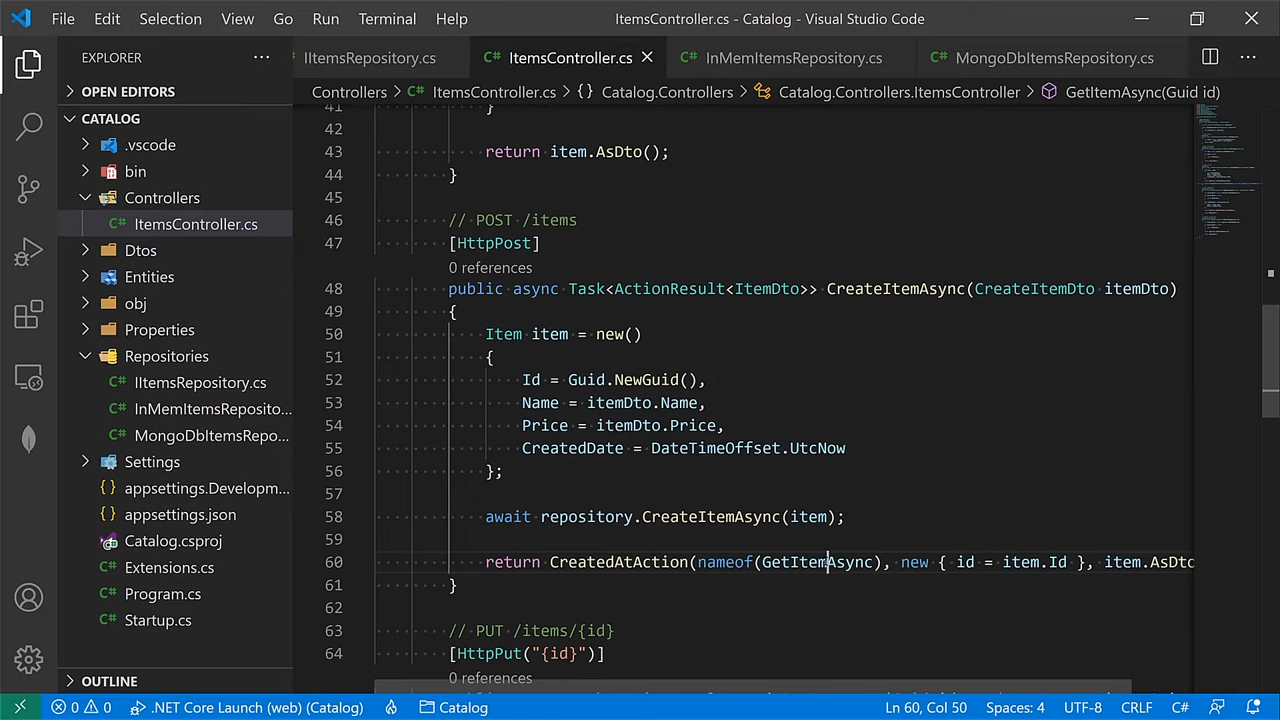 File Edit Selection View Go Run Terminal Help ItemsController.cs - Catalog - Visual Studio Code
EXPLORER ...
IItemsRepository.cs C# ItemsController.cs C# InMemItemsRepository.cs C# MongoDbItemsRepository.cs ...
Controllers > C# ItemsController.cs > {} Catalog.Controllers > Catalog.Controllers.ItemsController > GetItemAsync(Guid id)
> OPEN EDITORS
CATALOG
.vscode
bin
Controllers
C# ItemsController.cs
Dtos
Entities
obj
Properties
Repositories
C# IItemsRepository.cs
C# InMemItemsReposito...
C# MongoDbItemsRepo...
Settings
{} appsettings.Developm...
{} appsettings.json
Catalog.csproj
C# Extensions.cs
C# Program.cs
C# Startup.cs
OUTLINE
41 }
42
43 return item.AsDto();
44 }
45
46 // POST /items
47 [HttpPost]
0 references
48 public async Task<ActionResult<ItemDto>> CreateItemAsync(CreateItemDto itemDto)
49 {
50 Item item = new()
51 {
52 Id = Guid.NewGuid(),
53 Name = itemDto.Name,
54 Price = itemDto.Price,
55 CreatedDate = DateTimeOffset.UtcNow
56 };
57
58 await repository.CreateItemAsync(item);
59
60 return CreatedAtAction(nameof(GetItemAsync), new { id = item.Id }, item.AsDto
61 }
62
63 // PUT /items/{id}
64 [HttpPut("{id}")]
0 references
0 0 .NET Core Launch (web) (Catalog) Catalog Ln 60, Col 50 Spaces: 4 UTF-8 CRLF C#